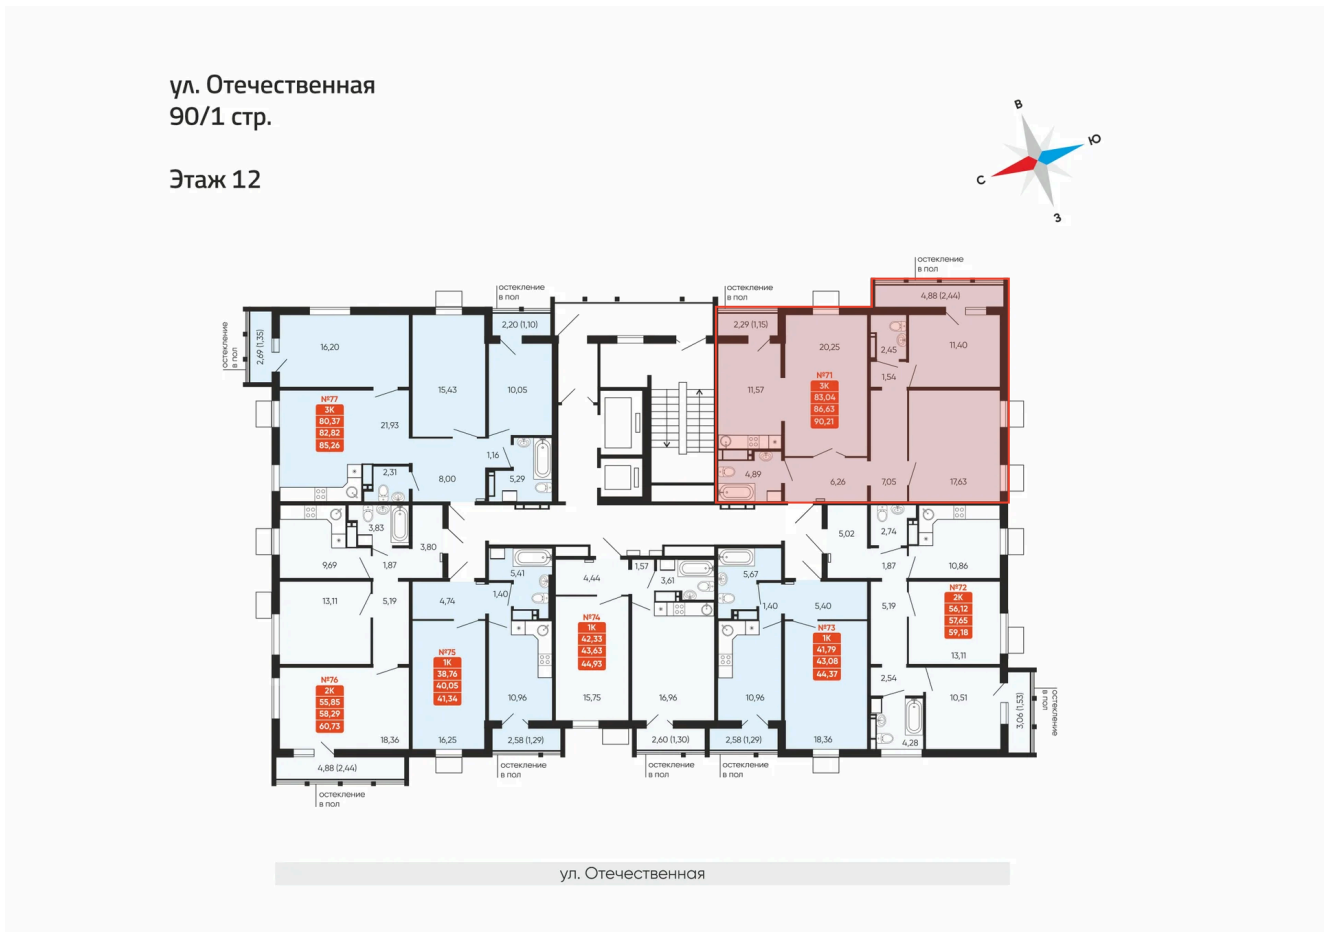 ул. Отечественная
90/1 стр.
Этаж 12
В
Ю
С
З
остекление
в пол
4,88 (2,44)
остекление
в пол
2,20 (1,10)
остекление
в пол
2,29 (1,15)
остекление
в пол
2,69 (1,35)
16,20
15,43
10,05
21,93
№77
3К
80,37
82,82
85,26
1,16
5,29
2,31
8,00
20,25
11,57
№71
3К
83,04
86,63
90,21
2,45
1,54
11,40
4,89
6,26
7,05
17,63
3,83
3,80
9,69
1,87
13,11
5,19
4,74
5,41
1,40
4,44
1,57
3,61
5,67
1,40
5,40
5,02
2,74
1,87
10,86
5,19
№72
2К
56,12
57,65
59,18
13,11
2,54
10,51
4,28
3,06 (1,53)
остекление
в пол
№76
2К
55,85
58,29
60,73
18,36
№75
1К
38,76
40,05
41,34
16,25
10,96
№74
1К
42,33
43,63
44,93
15,75
16,96
10,96
№73
1К
41,79
43,08
44,37
18,36
2,58 (1,29)
2,60 (1,30)
2,58 (1,29)
4,88 (2,44)
остекление
в пол
остекление
в пол
остекление
в пол
остекление
в пол
ул. Отечественная